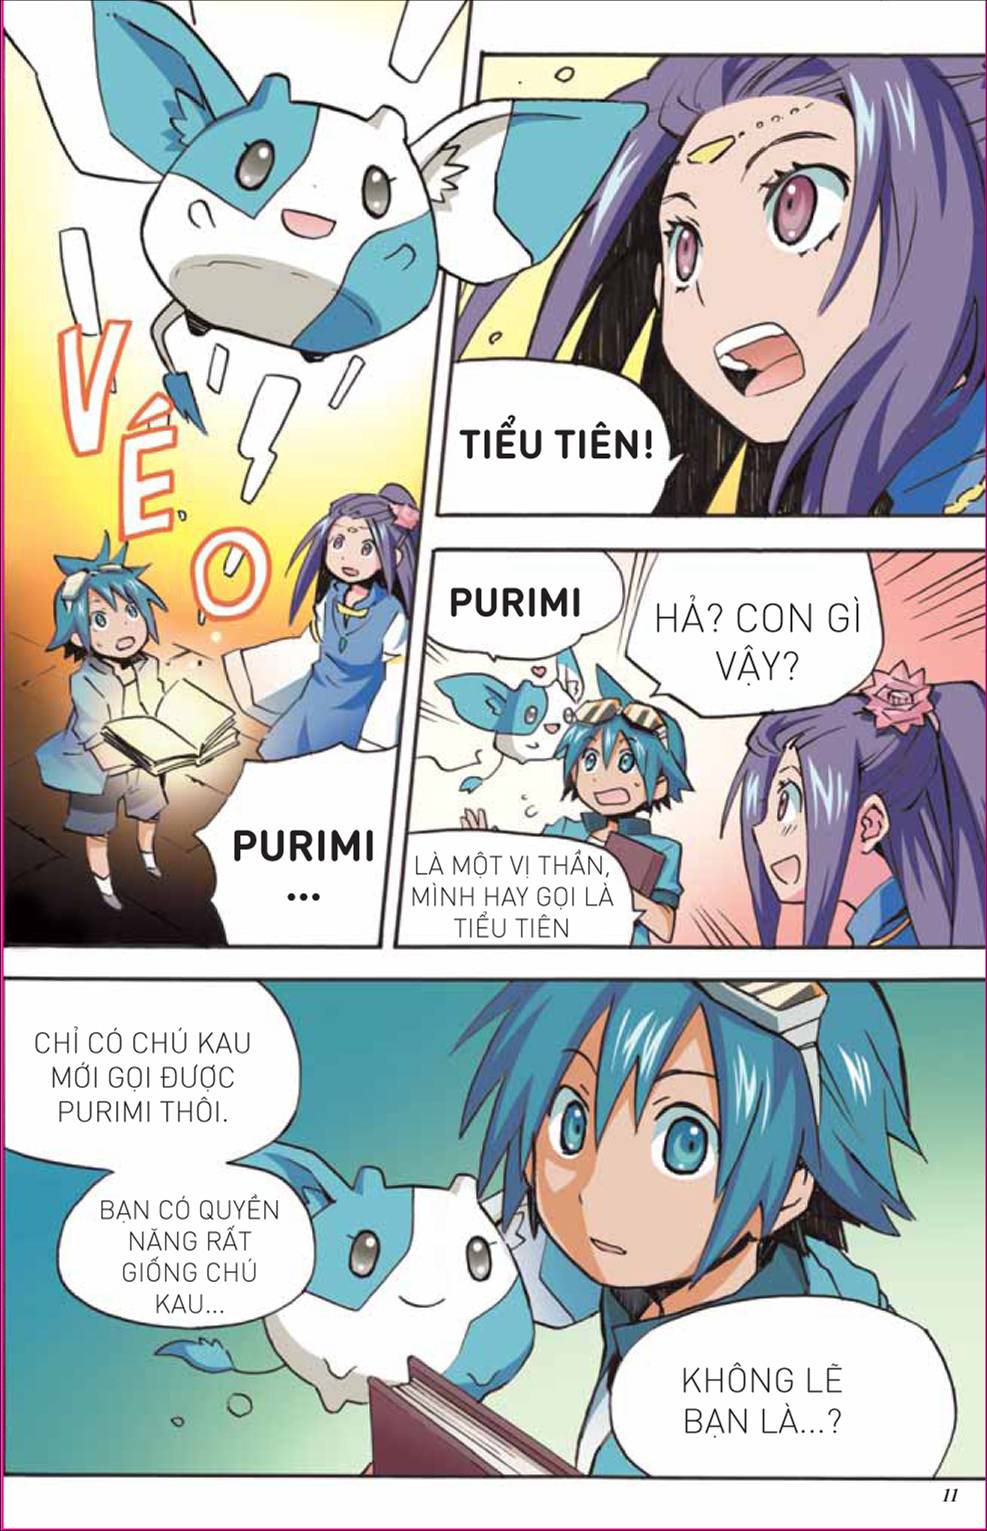 VÉO
PURIMI
...
TIỂU TIÊN!
PURIMI
HẢ? CON GÌ
VẬY?
LÀ MỘT VỊ THẦN,
MÌNH HAY GỌI LÀ
TIỂU TIÊN
CHỈ CÓ CHÚ KAU
MỚI GỌI ĐƯỢC
PURIMI THÔI.
BẠN CÓ QUYỀN
NĂNG RẤT
GIỐNG CHÚ
KAU...
KHÔNG LẼ
BẠN LÀ...?
11